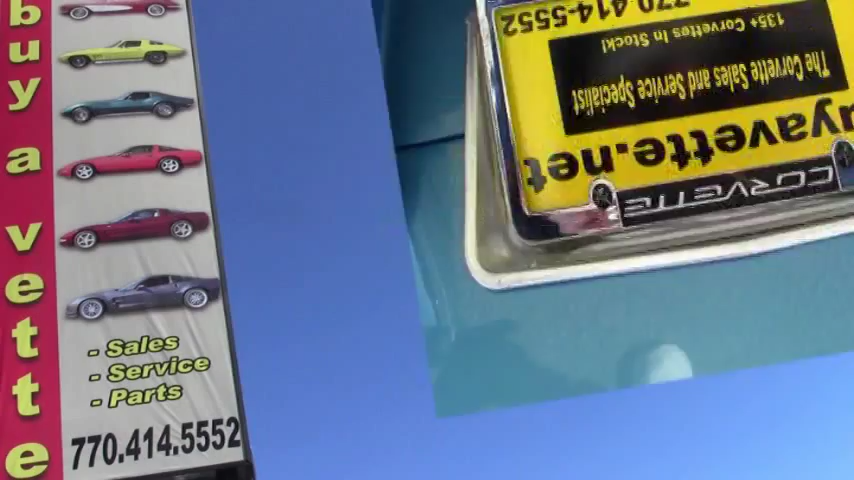 buy a vette
- Sales
- Service
- Parts
770.414.5552
770.414-5552
135+ Corvettes In Stock!
The Corvette Sales and Service Specialist
uyavette.net
CORVETTE